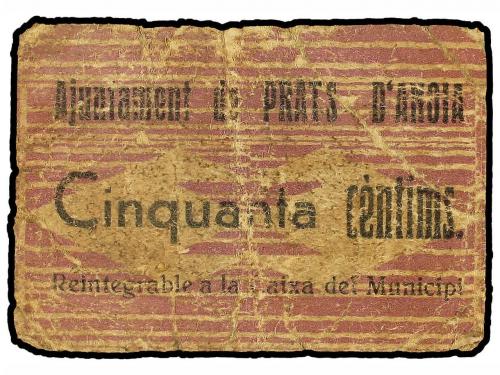 Ajuntament de PRATS D'ANOIA
Cinquanta cèntims.
Reintegrable a la Caixa del Municipi